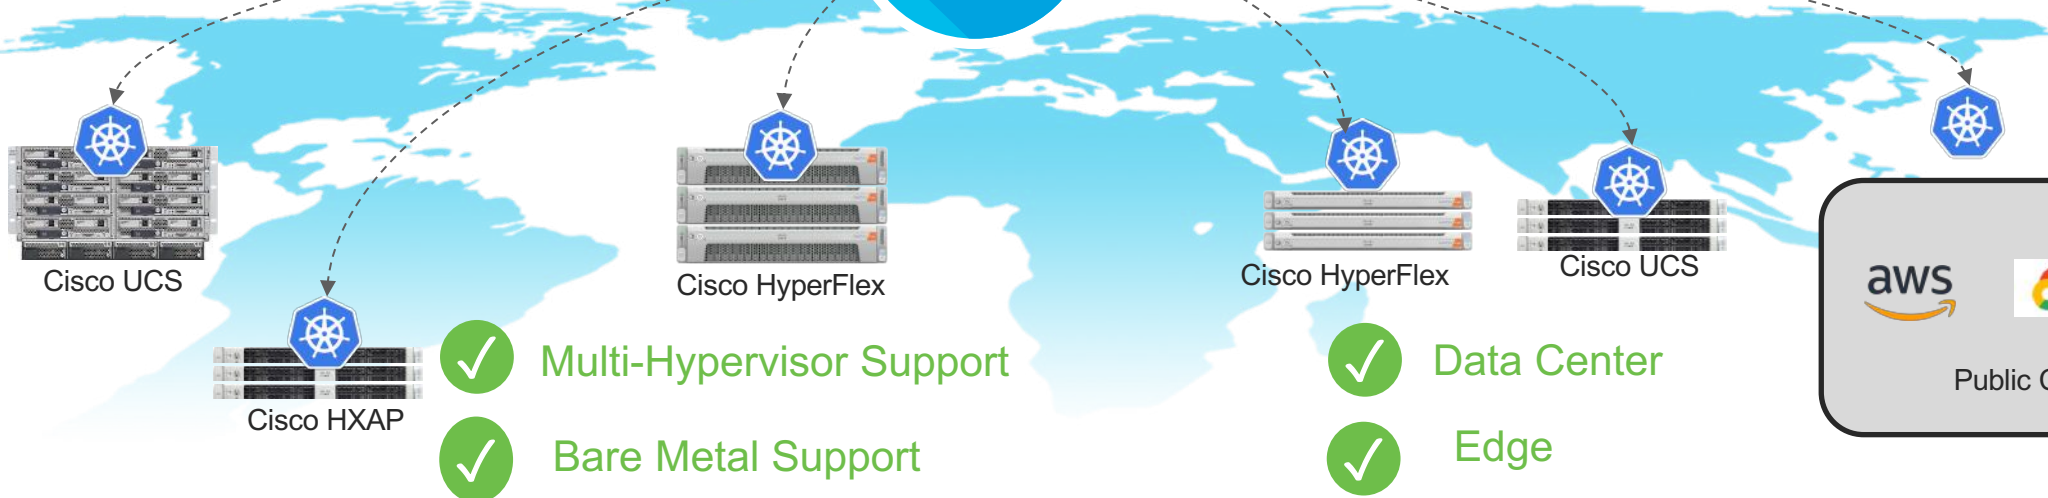 Cisco UCS
Cisco HXAP
Cisco HyperFlex
Cisco HyperFlex
Cisco UCS
aws
Public
Multi-Hypervisor Support
Bare Metal Support
Data Center
Edge